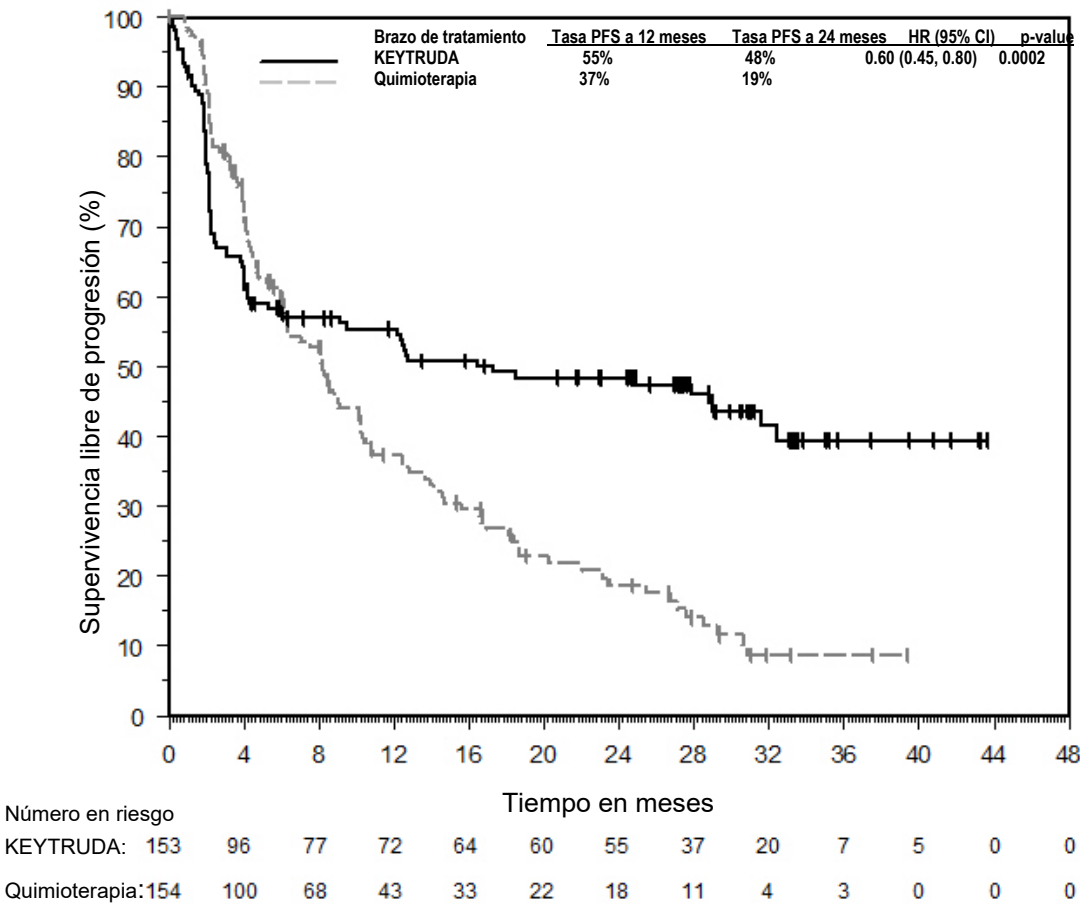 Brazo de tratamiento Tasa PFS a 12 meses Tasa PFS a 24 meses HR (95% CI) p-value
KEYTRUDA 55% 48% 0.60 (0.45, 0.80) 0.0002
Quimioterapia 37% 19%
Supervivencia libre de progresión (%)
100
90
80
70
60
50
40
30
20
10
0
0 4 8 12 16 20 24 28 32 36 40 44 48
Tiempo en meses
Número en riesgo
KEYTRUDA: 153 96 77 72 64 60 55 37 20 7 5 0 0
Quimioterapia: 154 100 68 43 33 22 18 11 4 3 0 0 0